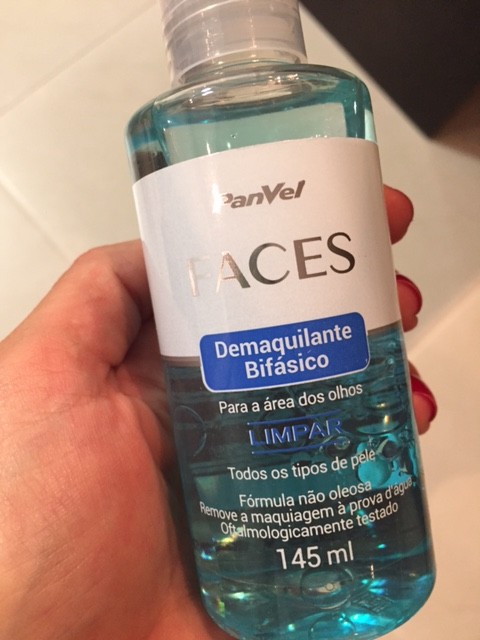 PanVel
FACES
Demaquilante
Bifásico
Para a área dos olhos
LIMPAR
Todos os tipos de pele
Fórmula não oleosa
Remove a maquiagem à prova d'água
Oftalmologicamente testado
145 ml